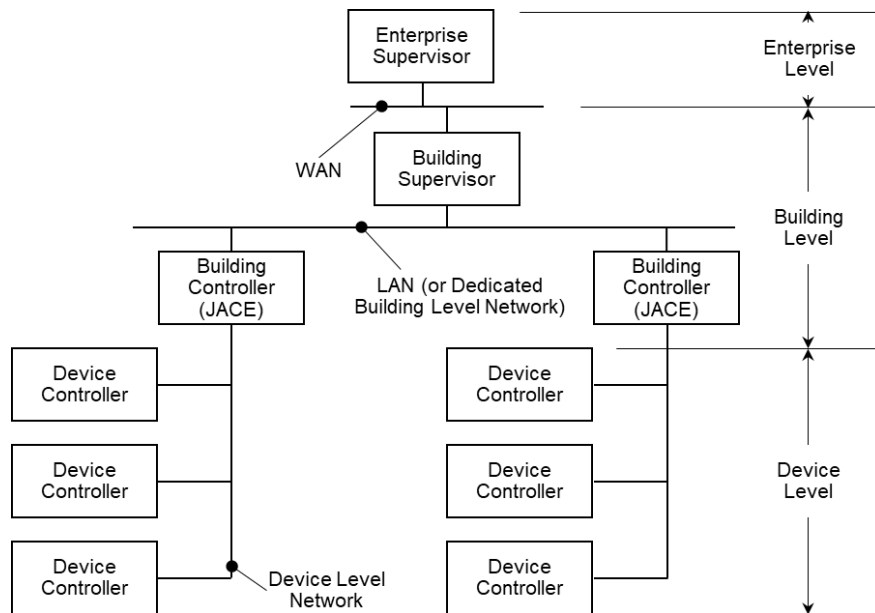 Enterprise
Supervisor
Enterprise
Level
WAN
Building
Supervisor
Building
Level
Building
Controller
(JACE)
LAN (or Dedicated
Building Level Network)
Building
Controller
(JACE)
Device
Controller
Device
Controller
Device
Controller
Device
Controller
Device
Level
Device
Controller
Device
Controller
Device Level
Network